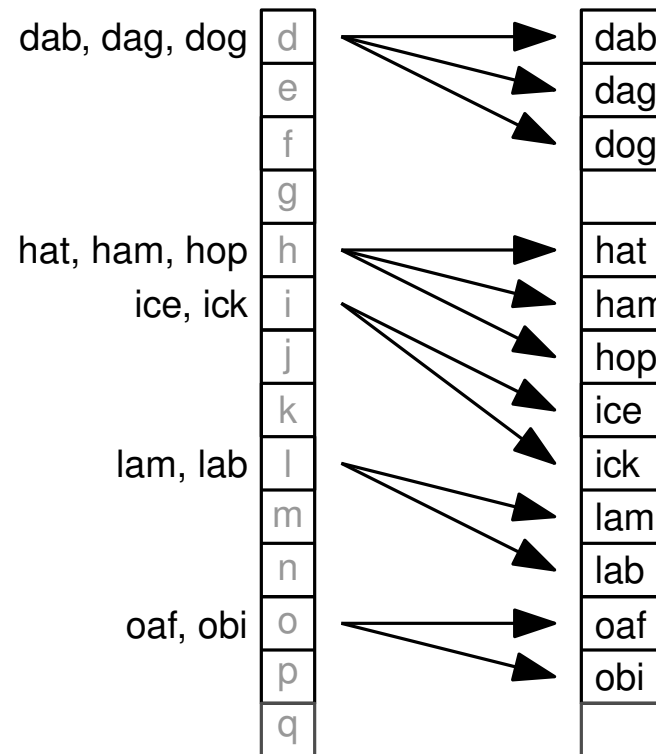 dab, dag, dog d dab
e dag
f dog
g
hat, ham, hop h hat
ice, ick i ham
j hop
k ice
lam, lab l ick
m lam
n lab
oaf, obi o oaf
p obi
q